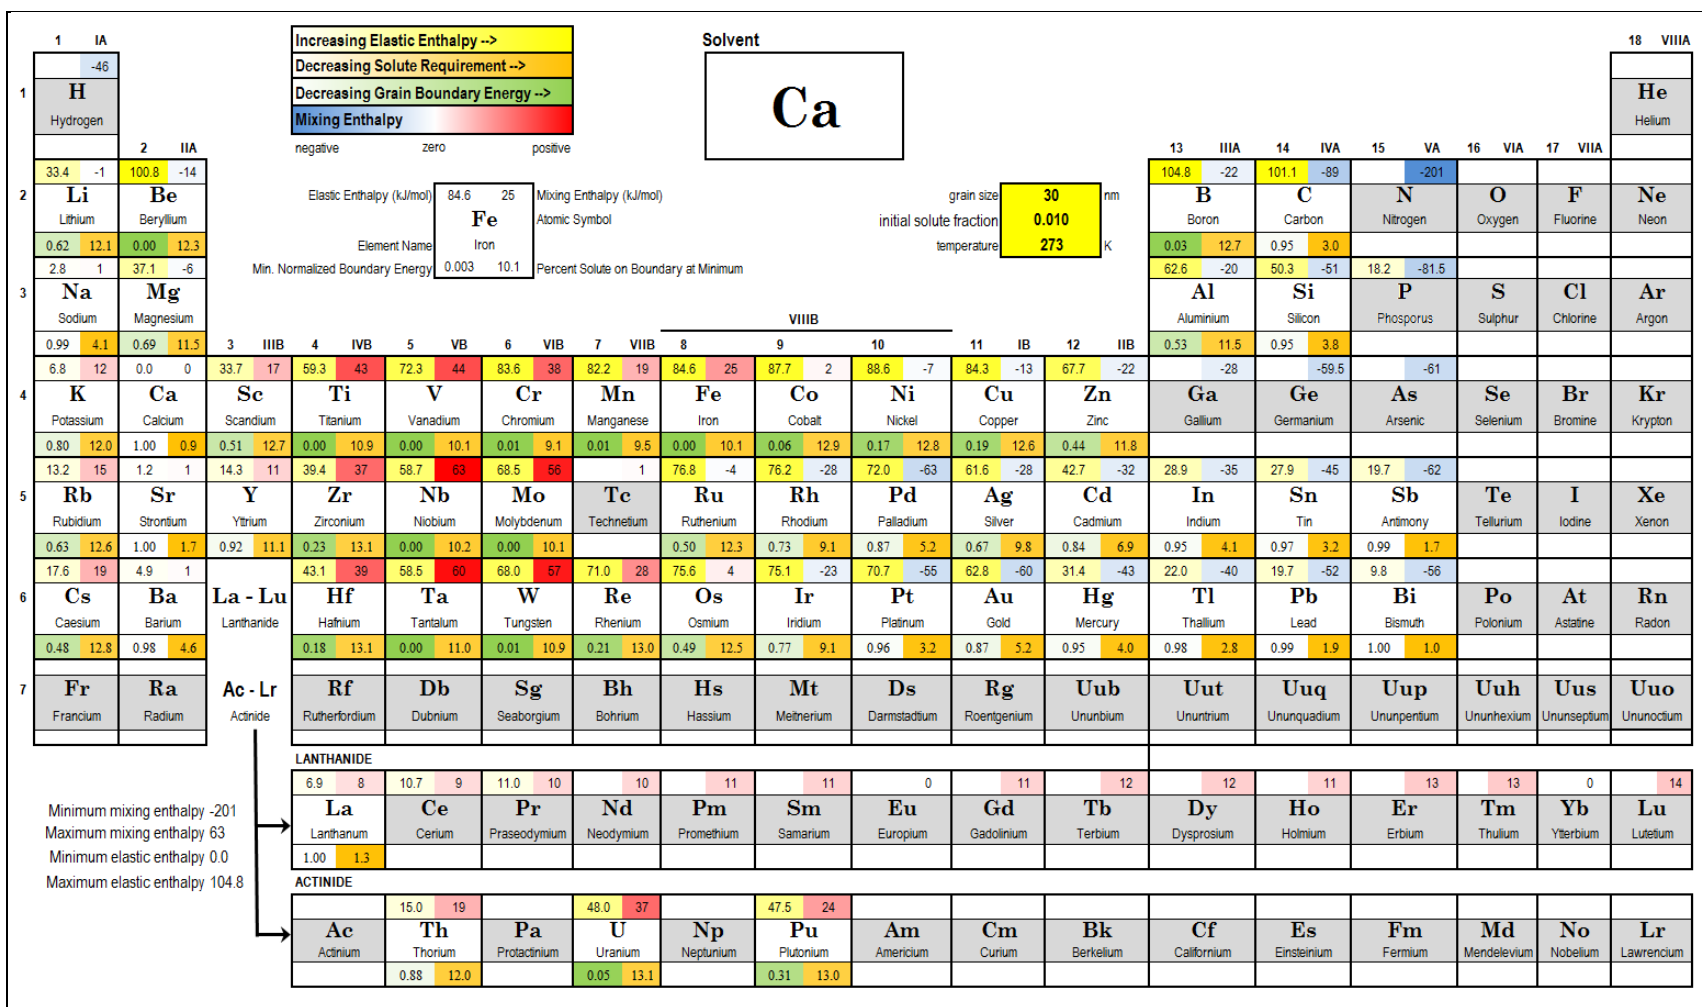 1 IA
Increasing Elastic Enthalpy -->
Solvent
18 VIIIA
-46
Decreasing Solute Requirement -->
1 H
Ca
He
Decreasing Grain Boundary Energy -->
Hydrogen
Helium
Mixing Enthalpy
2 IIA
negative zero positive
13 IIIA 14 IVA 15 VA 16 VIA 17 VIIA
33.4 -1 100.8 -14
104.8 -22 101.1 -89 -201
2 Li Be
Elastic Enthalpy (kJ/mol) 84.6 25 Mixing Enthalpy (kJ/mol)
grain size 30 nm
B C N O F Ne
Lithium Beryllium
Fe Atomic Symbol
initial solute fraction 0.010
Boron Carbon Nitrogen Oxygen Fluorine Neon
0.62 12.1 0.00 12.3
Element Name Iron
temperature 273 K
0.03 12.7 0.95 3.0
2.8 1 37.1 -6
Min. Normalized Boundary Energy 0.003 10.1 Percent Solute on Boundary at Minimum
62.6 -20 50.3 -51 18.2 -81.5
3 Na Mg
Al Si P S Cl Ar
Sodium Magnesium
VIIIB
Aluminium Silicon Phosporus Sulphur Chlorine Argon
0.99 4.1 0.69 11.5 3 IIIB 4 IVB 5 VB 6 VIB 7 VIIB 8 9 10 11 IB 12 IIB 0.53 11.5 0.95 3.8
6.8 12 0.0 0 33.7 17 59.3 43 72.3 44 83.6 38 82.2 19 84.6 25 87.7 2 88.6 -7 84.3 -13 67.7 -22 -28 -59.5 -61
4 K Ca Sc Ti V Cr Mn Fe Co Ni Cu Zn Ga Ge As Se Br Kr
Potassium Calcium Scandium Titanium Vanadium Chromium Manganese Iron Cobalt Nickel Copper Zinc Gallium Germanium Arsenic Selenium Bromine Krypton
0.80 12.0 1.00 0.9 0.51 12.7 0.00 10.9 0.00 10.1 0.01 9.1 0.01 9.5 0.00 10.1 0.06 12.9 0.17 12.8 0.19 12.6 0.44 11.8
13.2 15 1.2 1 14.3 11 39.4 37 58.7 63 68.5 56 1 76.8 -4 76.2 -28 72.0 -63 61.6 -28 42.7 -32 28.9 -35 27.9 -45 19.7 -62
5 Rb Sr Y Zr Nb Mo Tc Ru Rh Pd Ag Cd In Sn Sb Te I Xe
Rubidium Strontium Yttrium Zirconium Niobium Molybdenum Technetium Ruthenium Rhodium Palladium Silver Cadmium Indium Tin Antimony Tellurium Iodine Xenon
0.63 12.6 1.00 1.7 0.92 11.1 0.23 13.1 0.00 10.2 0.00 10.1 0.50 12.3 0.73 9.1 0.87 5.2 0.67 9.8 0.84 6.9 0.95 4.1 0.97 3.2 0.99 1.7
17.6 19 4.9 1 43.1 39 58.5 60 68.0 57 71.0 28 75.6 4 75.1 -23 70.7 -55 62.8 -60 31.4 -43 22.0 -40 19.7 -52 9.8 -56
6 Cs Ba La - Lu Hf Ta W Re Os Ir Pt Au Hg Tl Pb Bi Po At Rn
Caesium Barium Lanthanide Hafnium Tantalum Tungsten Rhenium Osmium Iridium Platinum Gold Mercury Thallium Lead Bismuth Polonium Astatine Radon
0.48 12.8 0.98 4.6 0.18 13.1 0.00 11.0 0.01 10.9 0.21 13.0 0.49 12.5 0.77 9.1 0.96 3.2 0.87 5.2 0.95 4.0 0.98 2.8 0.99 1.9 1.00 1.0
7 Fr Ra Ac - Lr Rf Db Sg Bh Hs Mt Ds Rg Uub Uut Uuq Uup Uuh Uus Uuo
Francium Radium Actinide Rutherfordium Dubnium Seaborgium Bohrium Hassium Meitnerium Darmstadtium Roentgenium Ununbium Ununtrium Ununquadium Ununpentium Ununhexium Ununseptium Ununoctium
LANTHANIDE
6.9 8 10.7 9 11.0 10 10 11 11 0 11 12 12 11 13 13 0 14
La Ce Pr Nd Pm Sm Eu Gd Tb Dy Ho Er Tm Yb Lu
Minimum mixing enthalpy -201
Lanthanum Cerium Praseodymium Neodymium Promethium Samarium Europium Gadolinium Terbium Dysprosium Holmium Erbium Thulium Ytterbium Lutetium
Maximum mixing enthalpy 63
Minimum elastic enthalpy 0.0
1.00 1.3
Maximum elastic enthalpy 104.8
ACTINIDE
15.0 19 48.0 37 47.5 24
Ac Th Pa U Np Pu Am Cm Bk Cf Es Fm Md No Lr
Actinium Thorium Protactinium Uranium Neptunium Plutonium Americium Curium Berkelium Californium Einsteinium Fermium Mendelevium Nobelium Lawrencium
0.88 12.0 0.05 13.1 0.31 13.0